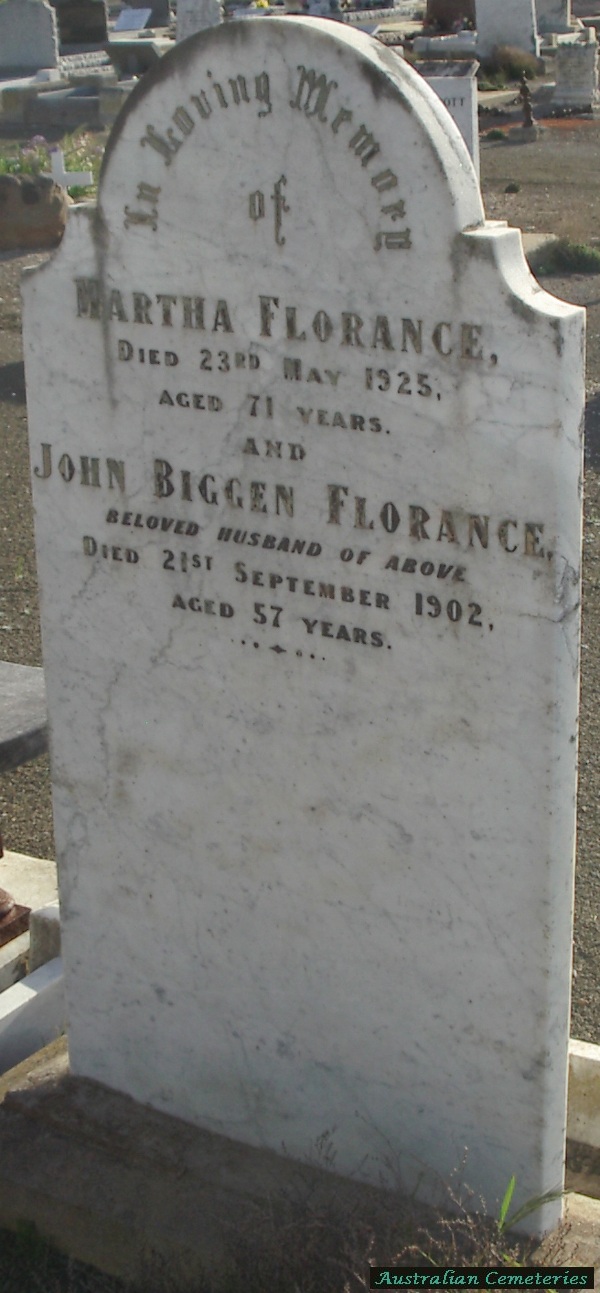 In Loving Memory
of
MARTHA FLORANCE,
DIED 23RD MAY 1925,
AGED 71 YEARS.
AND
JOHN BIGGEN FLORANCE,
BELOVED HUSBAND OF ABOVE
DIED 21ST SEPTEMBER 1902,
AGED 57 YEARS.
OTT
Australian Cemeteries